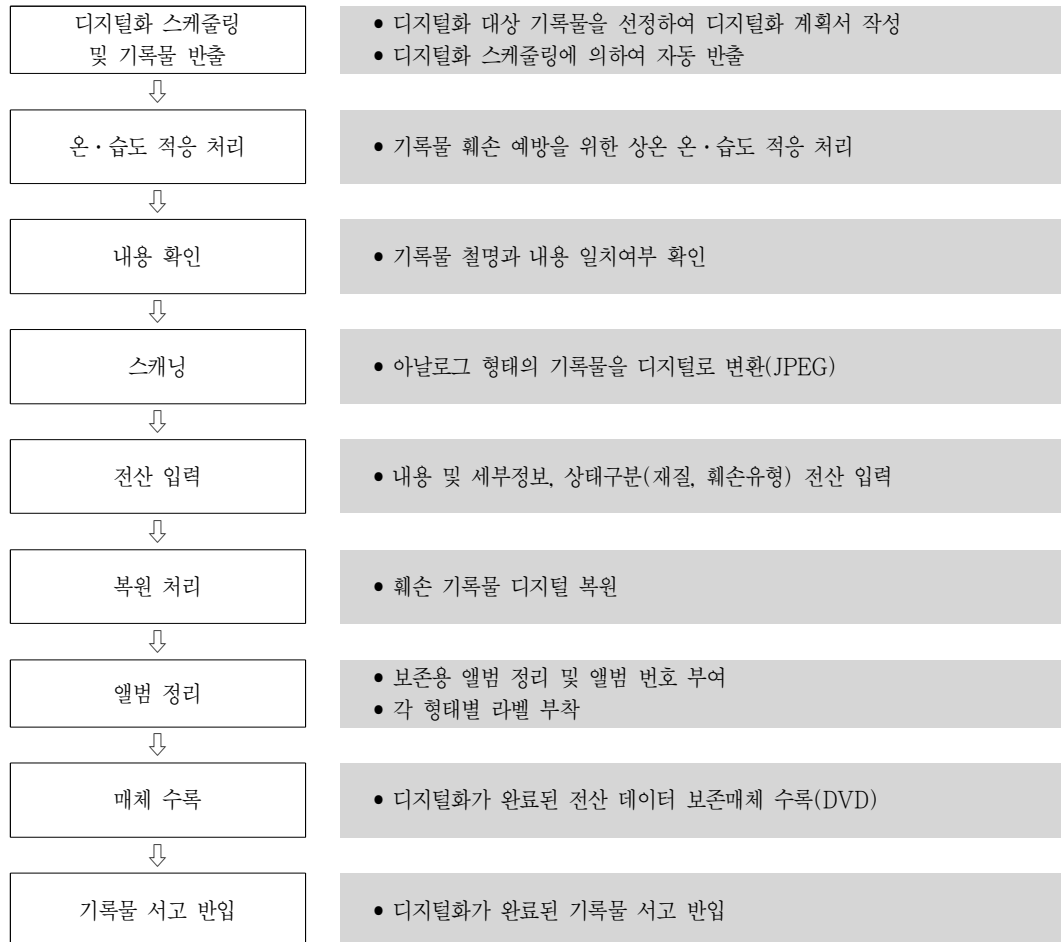 디지털화 스케줄링
및 기록물 반출
• 디지털화 대상 기록물을 선정하여 디지털화 계획서 작성
• 디지털화 스케줄링에 의하여 자동 반출
⇩
온·습도 적응 처리
• 기록물 훼손 예방을 위한 상온 온·습도 적응 처리
⇩
내용 확인
• 기록물 철명과 내용 일치여부 확인
⇩
스캐닝
• 아날로그 형태의 기록물을 디지털로 변환(JPEG)
⇩
전산 입력
• 내용 및 세부정보, 상태구분(재질, 훼손유형) 전산 입력
⇩
복원 처리
• 훼손 기록물 디지털 복원
⇩
앨범 정리
• 보존용 앨범 정리 및 앨범 번호 부여
• 각 형태별 라벨 부착
⇩
매체 수록
• 디지털화가 완료된 전산 데이터 보존매체 수록(DVD)
⇩
기록물 서고 반입
• 디지털화가 완료된 기록물 서고 반입